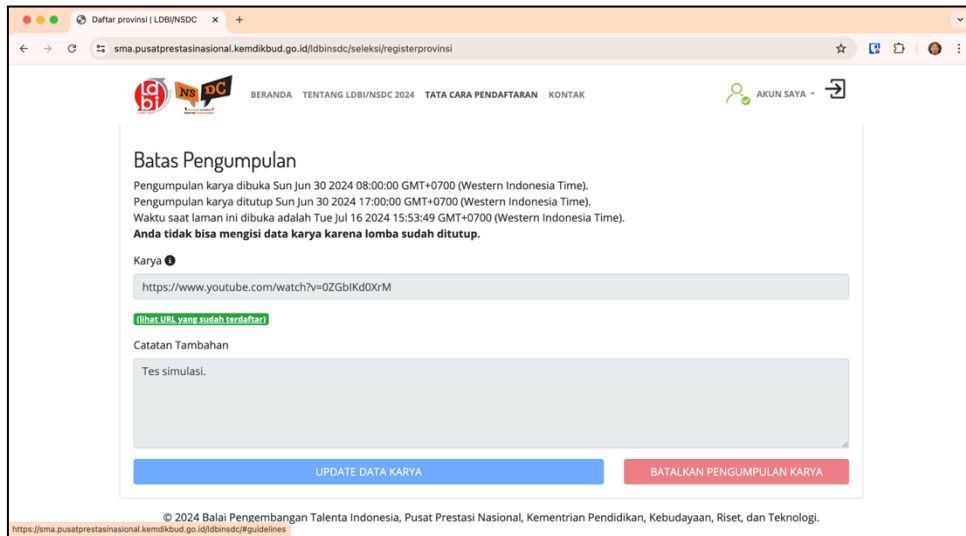 Daftar provinsi | LDBI/NSDC
sma.pusatprestasinasional.kemdikbud.go.id/ldbinsdc/seleksi/registerprovinsi
ldbi NSDC BERANDA TENTANG LDBI/NSDC 2024 TATA CARA PENDAFTARAN KONTAK AKUN SAYA
Batas Pengumpulan
Pengumpulan karya dibuka Sun Jun 30 2024 08:00:00 GMT+0700 (Western Indonesia Time).
Pengumpulan karya ditutup Sun Jun 30 2024 17:00:00 GMT+0700 (Western Indonesia Time).
Waktu saat laman ini dibuka adalah Tue Jul 16 2024 15:53:49 GMT+0700 (Western Indonesia Time).
Anda tidak bisa mengisi data karya karena lomba sudah ditutup.
Karya
https://www.youtube.com/watch?v=0ZGbIKd0XrM
(lihat URL yang sudah terdaftar)
Catatan Tambahan
Tes simulasi.
UPDATE DATA KARYA BATALKAN PENGUMPULAN KARYA
© 2024 Balai Pengembangan Talenta Indonesia, Pusat Prestasi Nasional, Kementrian Pendidikan, Kebudayaan, Riset, dan Teknologi.
https://sma.pusatprestasinasional.kemdikbud.go.id/ldbinsdc/#guidelines